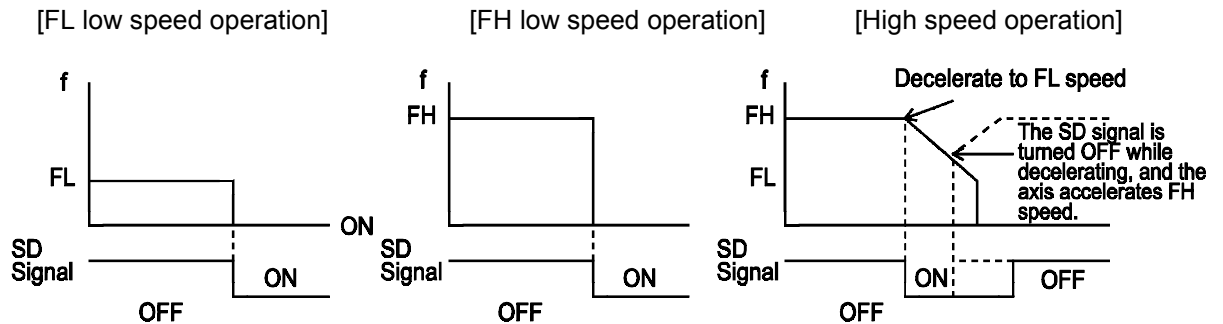 [FL low speed operation]
[FH low speed operation]
[High speed operation]
f
FL
ON
SD
Signal
OFF
ON
f
FH
SD
Signal
OFF
ON
f
FH
FL
Decelerate to FL speed
The SD signal is
turned OFF while
decelerating, and the
axis accelerates FH
speed.
SD
Signal
OFF
ON
OFF